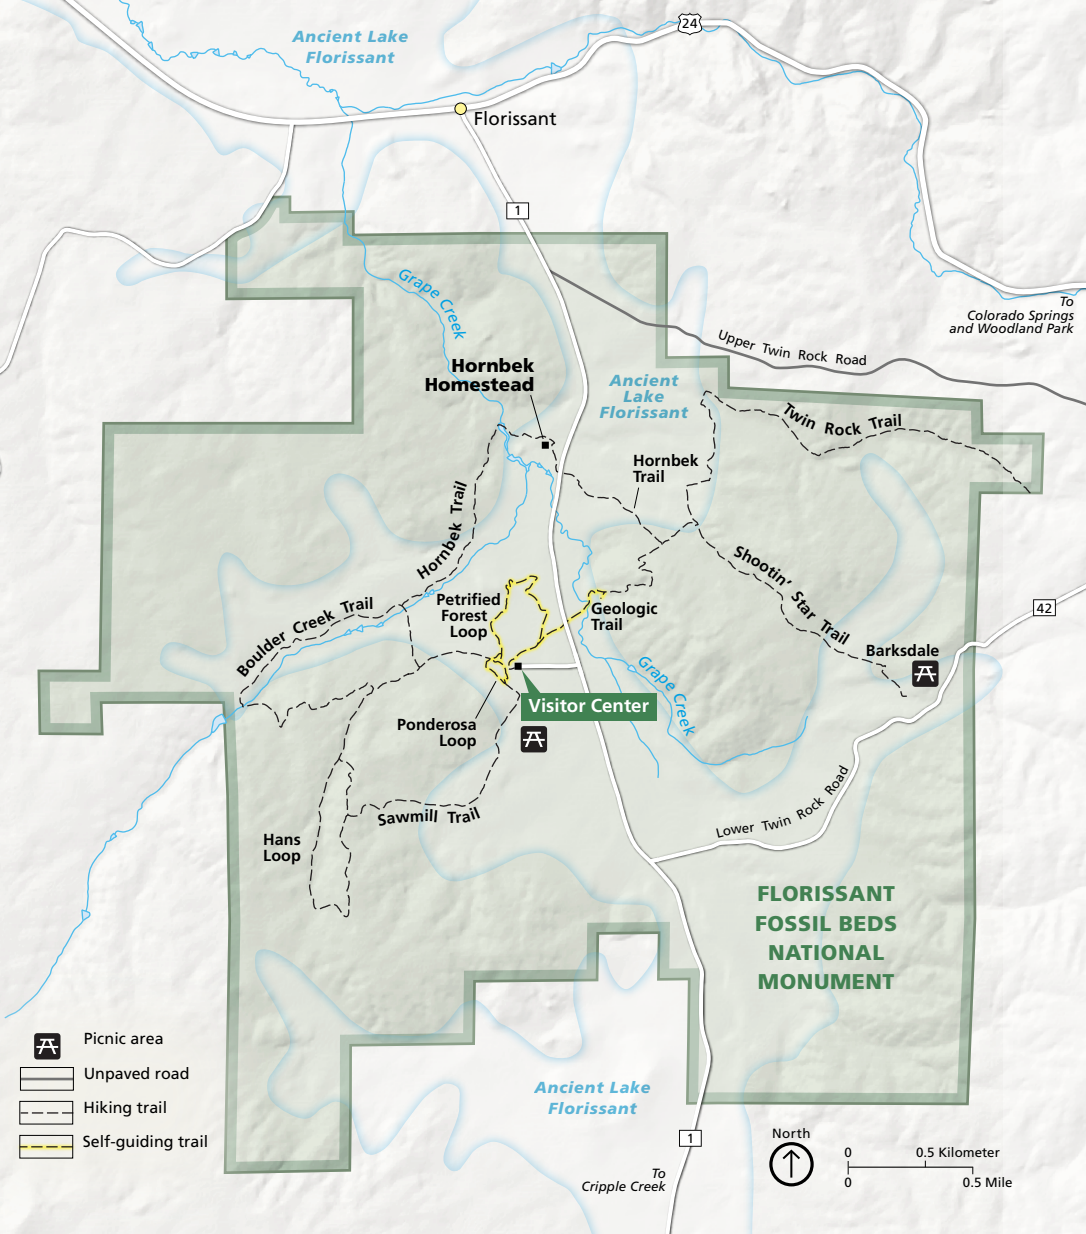 24
Ancient Lake
Florissant
Florissant
1
Grape Creek
To
Colorado Springs
and Woodland Park
Upper Twin Rock Road
Hornbek
Homestead
Ancient
Lake
Florissant
Twin Rock Trail
Hornbek
Trail
Hornbek Trail
Shootin' Star Trail
Boulder Creek Trail
Petrified
Forest
Loop
Geologic
Trail
42
Barksdale
Grape Creek
Visitor Center
Ponderosa
Loop
Lower Twin Rock Road
Sawmill Trail
Hans
Loop
FLORISSANT
FOSSIL BEDS
NATIONAL
MONUMENT
Picnic area
Unpaved road
Hiking trail
Self-guiding trail
Ancient Lake
Florissant
1
To
Cripple Creek
North
0 0.5 Kilometer
0 0.5 Mile